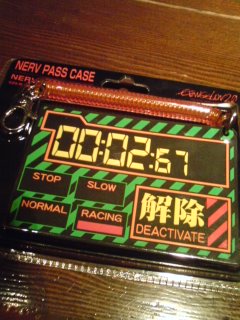 NERV PASS CASE
00:02:67
STOP
SLOW
NORMAL
RACING
解除
DEACTIVATE